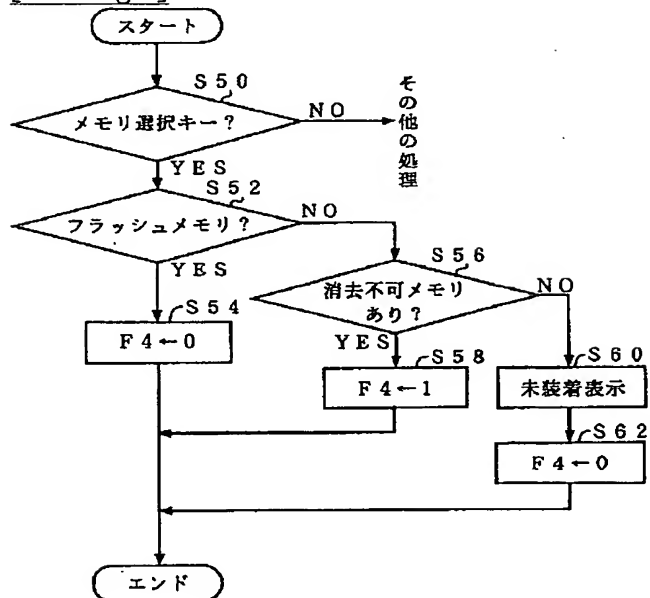 スタート
S50
メモリ選択キー?
NO
その他の処理
YES
S52
フラッシュメモリ?
NO
YES
S56
消去不可メモリ
あり?
NO
S54
F4←0
YES
S58
F4←1
S60
未装着表示
S62
F4←0
エンド